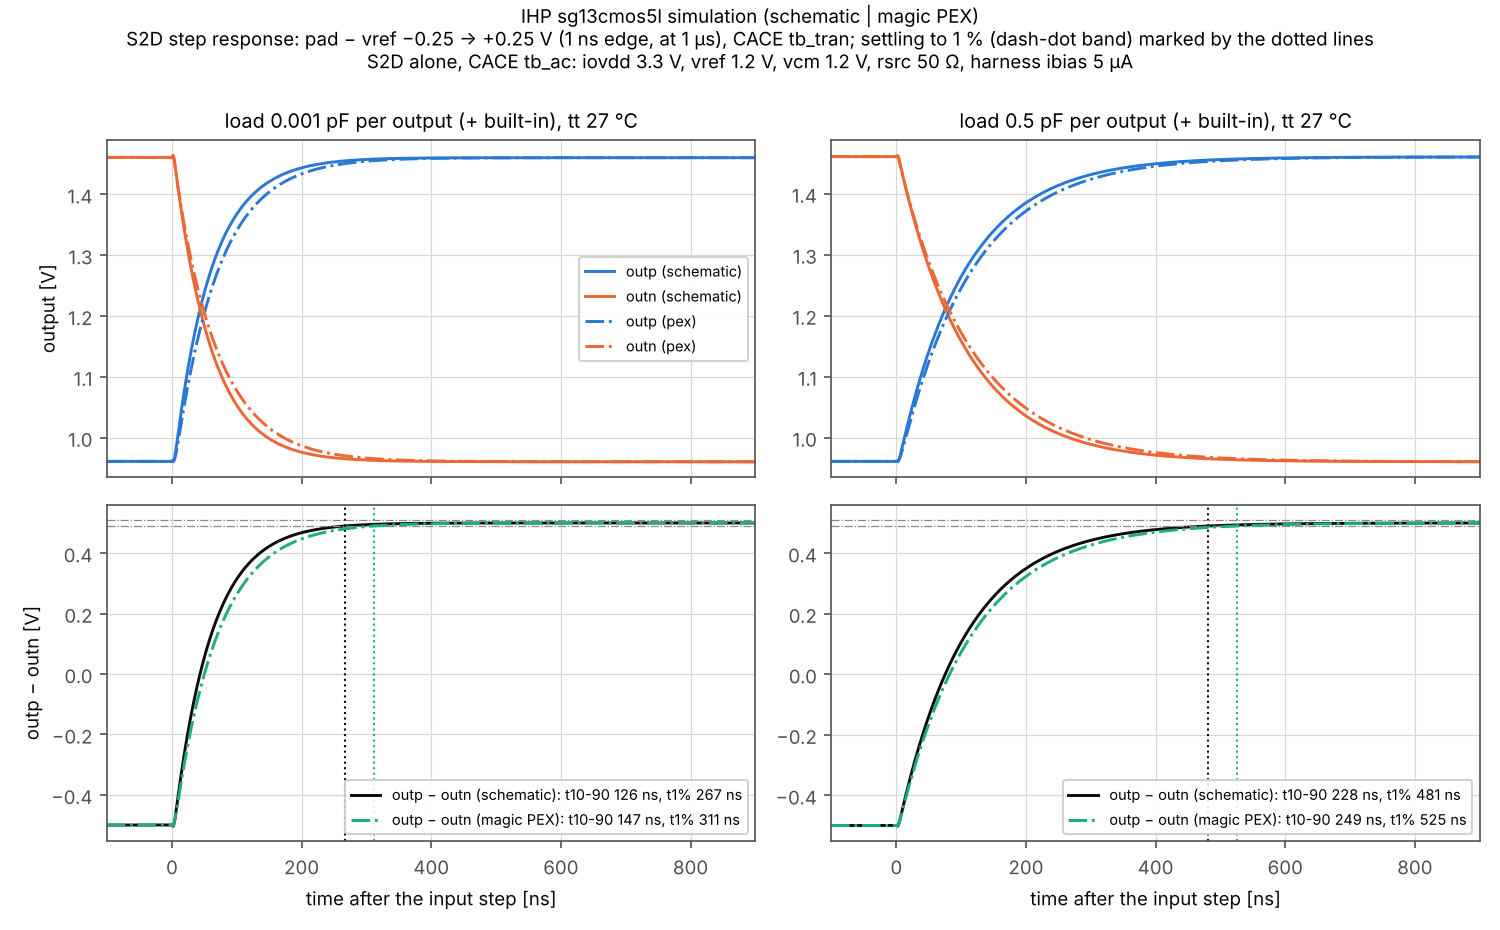 IHP sg13cmos5l simulation (schematic | magic PEX)
S2D step response: pad − vref −0.25 → +0.25 V (1 ns edge, at 1 µs), CACE tb_tran; settling to 1 % (dash-dot band) marked by the dotted lines
S2D alone, CACE tb_ac: iovdd 3.3 V, vref 1.2 V, vcm 1.2 V, rsrc 50 Ω, harness ibias 5 µA
load 0.001 pF per output (+ built-in), tt 27 °C
output [V]
1.4
1.3
1.2
1.1
1.0
outp (schematic)
outn (schematic)
outp (pex)
outn (pex)
load 0.5 pF per output (+ built-in), tt 27 °C
1.4
1.3
1.2
1.1
1.0
outp − outn [V]
0.4
0.2
0.0
−0.2
−0.4
outp − outn (schematic): t10-90 126 ns, t1% 267 ns
outp − outn (magic PEX): t10-90 147 ns, t1% 311 ns
0
200
400
600
800
time after the input step [ns]
0.4
0.2
0.0
−0.2
−0.4
outp − outn (schematic): t10-90 228 ns, t1% 481 ns
outp − outn (magic PEX): t10-90 249 ns, t1% 525 ns
0
200
400
600
800
time after the input step [ns]